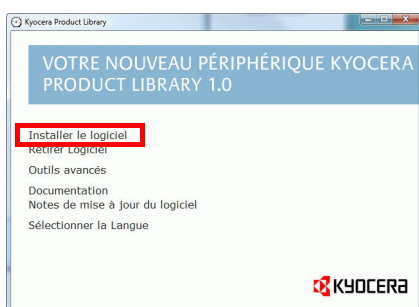 Kyocera Product Library
VOTRE NOUVEAU PÉRIPHÉRIQUE KYOCERA
PRODUCT LIBRARY 1.0
Installer le logiciel
Retirer Logiciel
Outils avancés
Documentation
Notes de mise à jour du logiciel
Sélectionner la Langue
KYOCERA